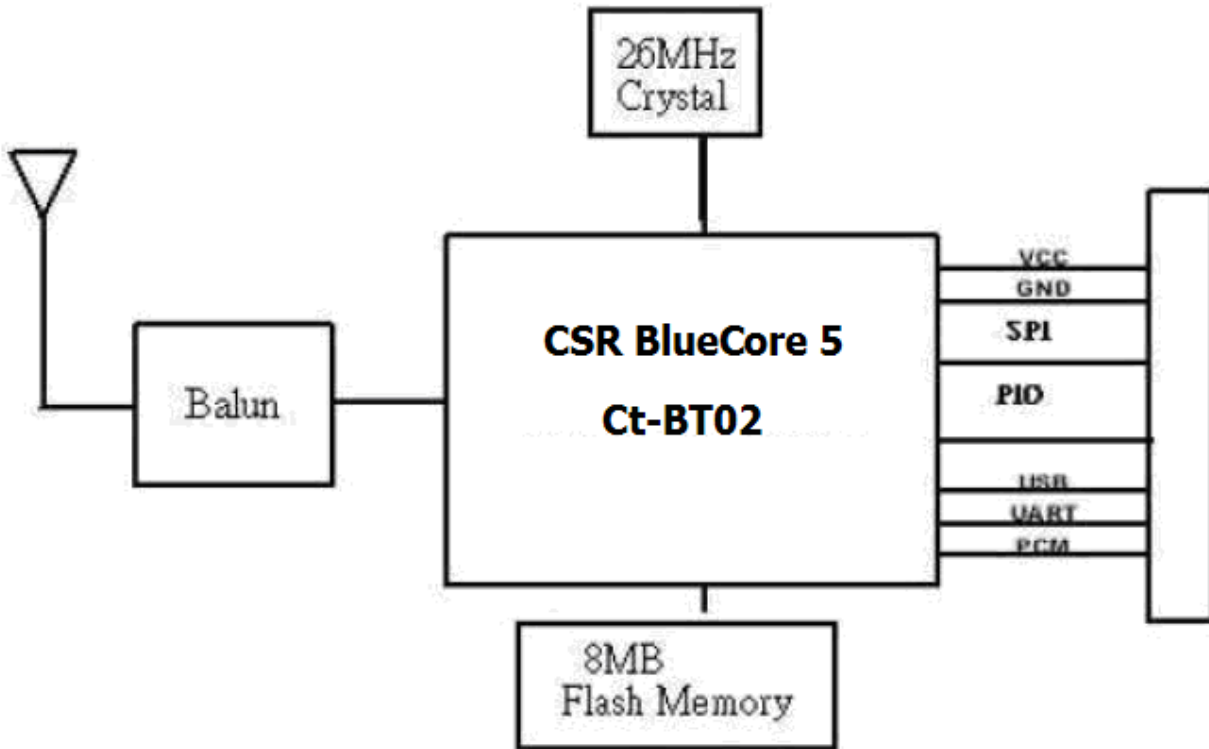 26MHz
Crystal
VCC
GND
SPI
PIO
USB
UART
PCM
CSR BlueCore 5
Ct-BT02
Balun
8MB
Flash Memory